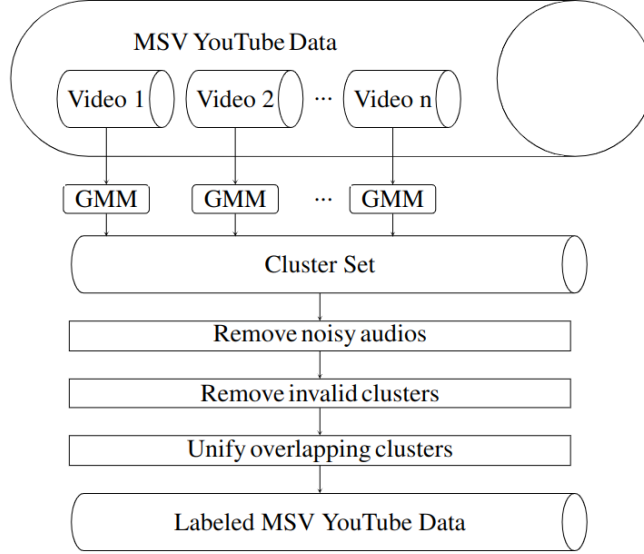 MSV YouTube Data
Video 1 Video 2 ... Video n
GMM GMM ... GMM
Cluster Set
Remove noisy audios
Remove invalid clusters
Unify overlapping clusters
Labeled MSV YouTube Data